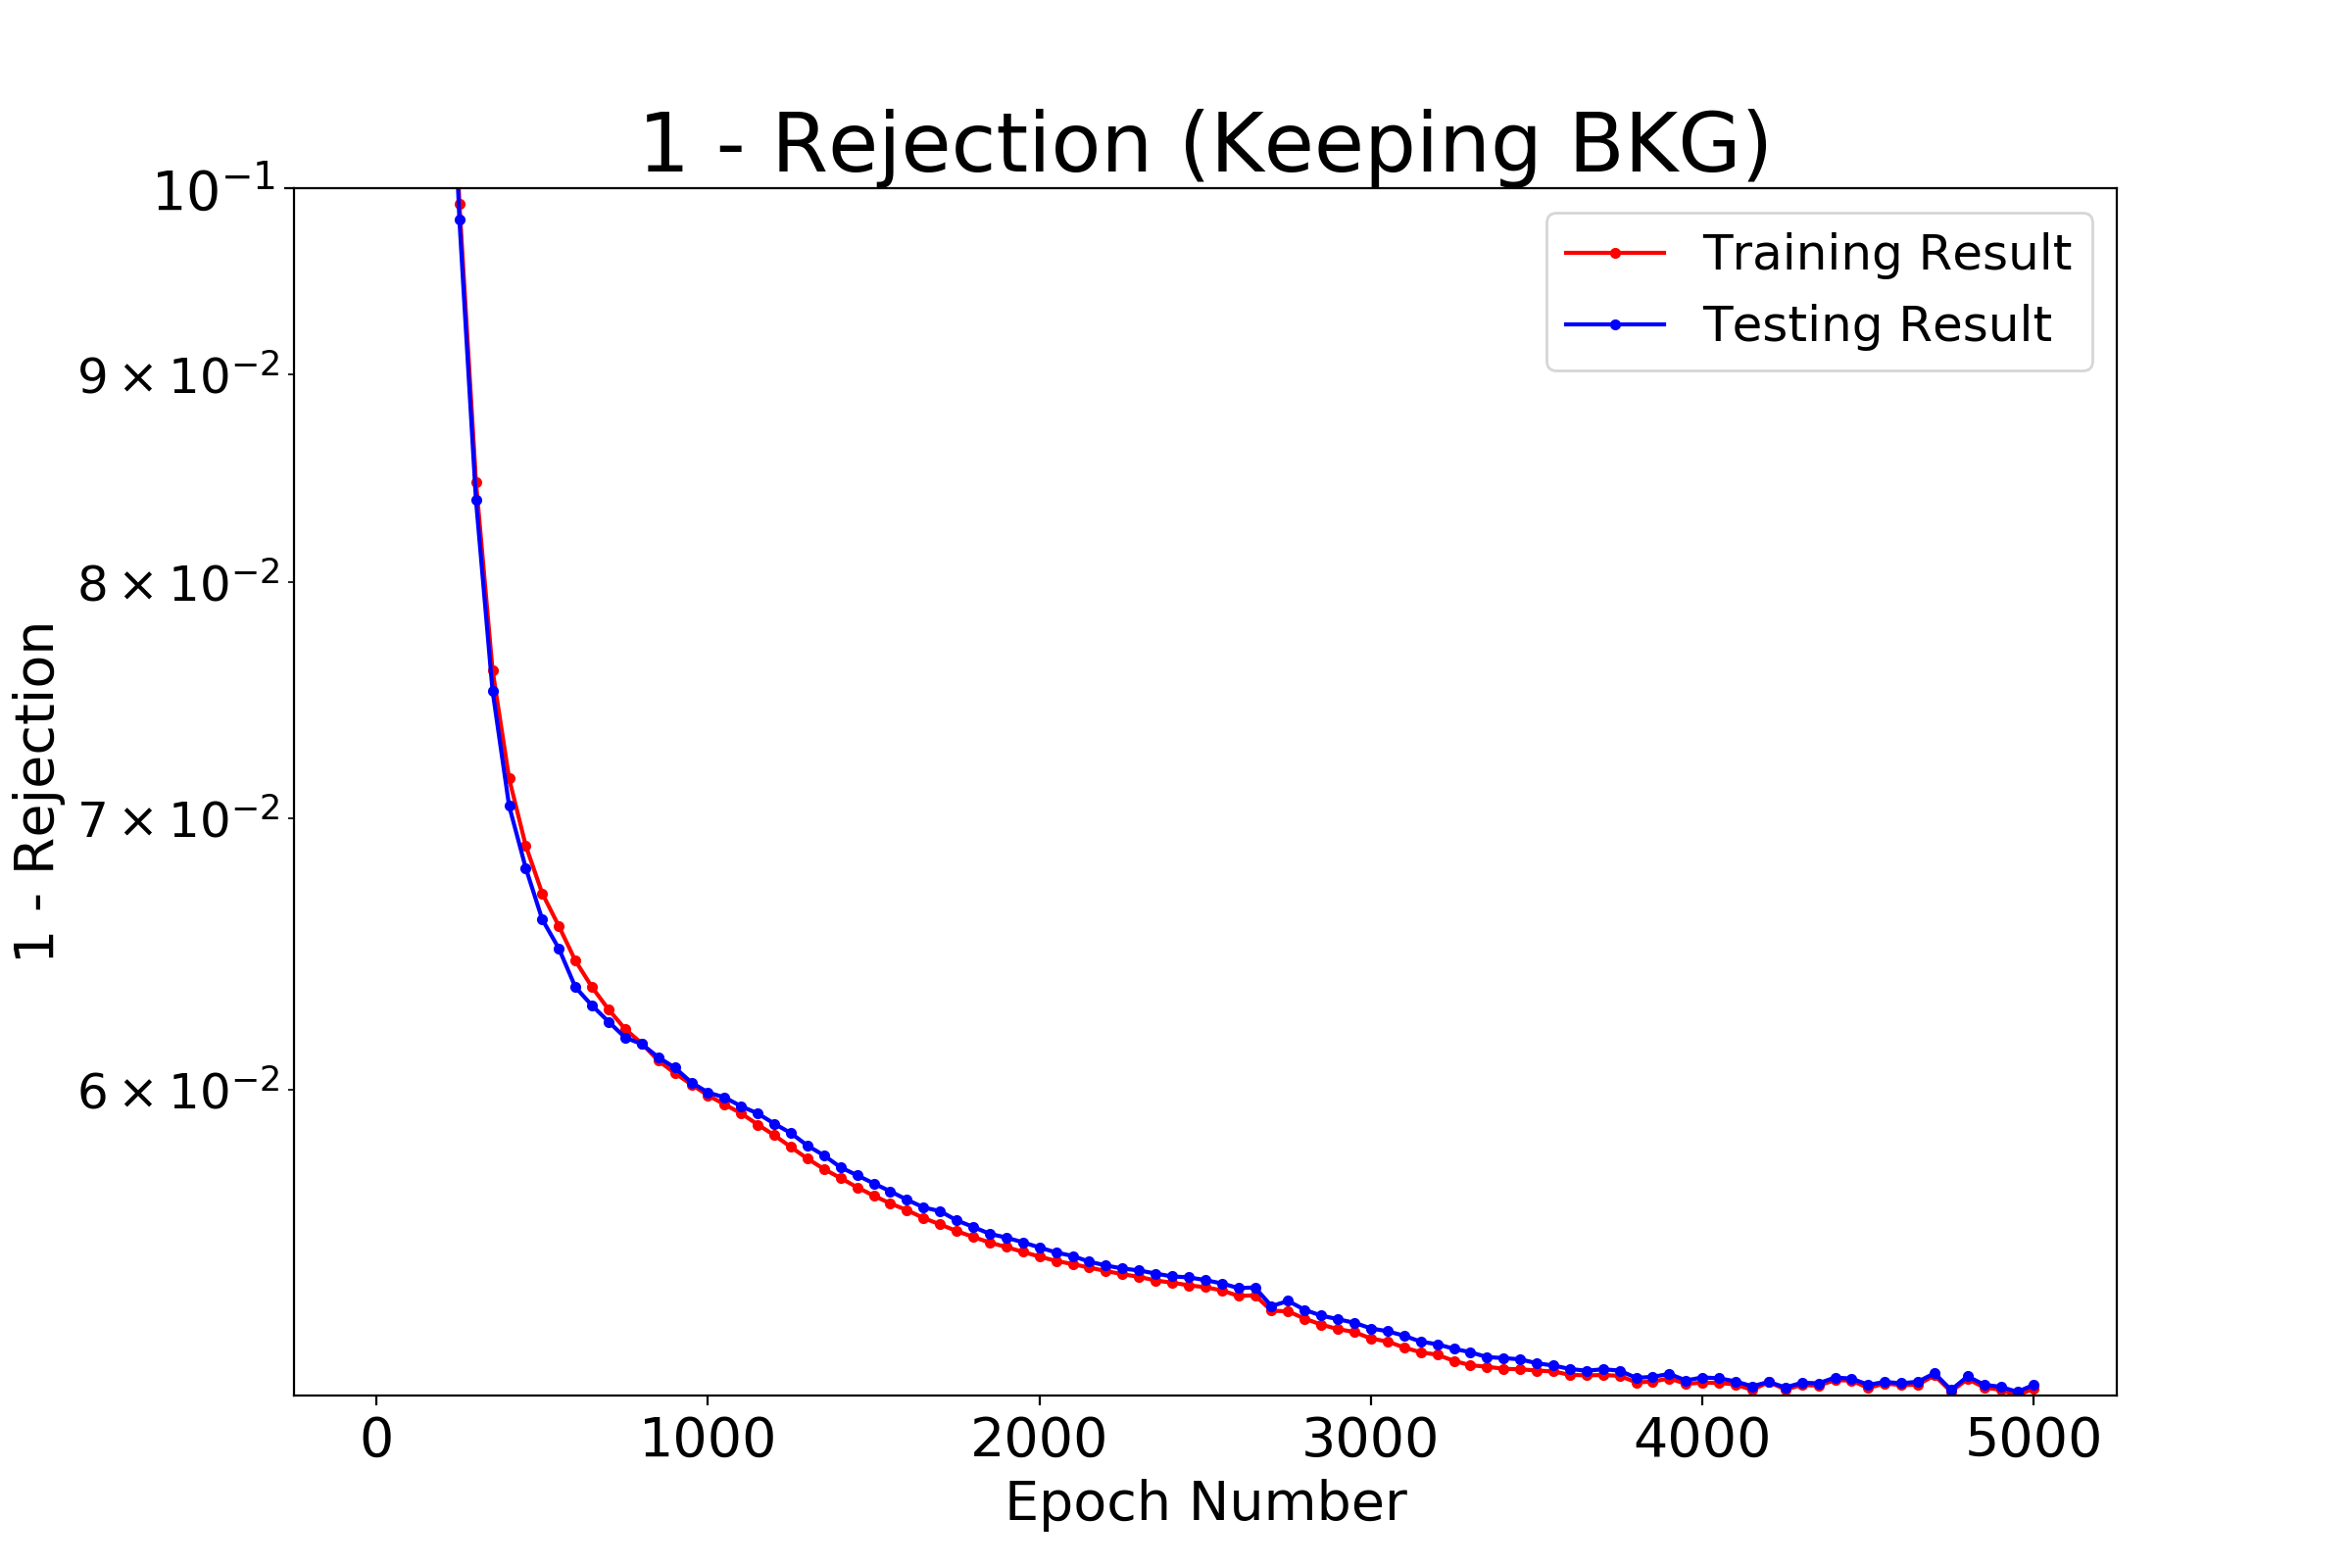 1 - Rejection (Keeping BKG)
10⁻¹
9 × 10⁻²
8 × 10⁻²
7 × 10⁻²
6 × 10⁻²
1 - Rejection
Training Result
Testing Result
0 1000 2000 3000 4000 5000
Epoch Number